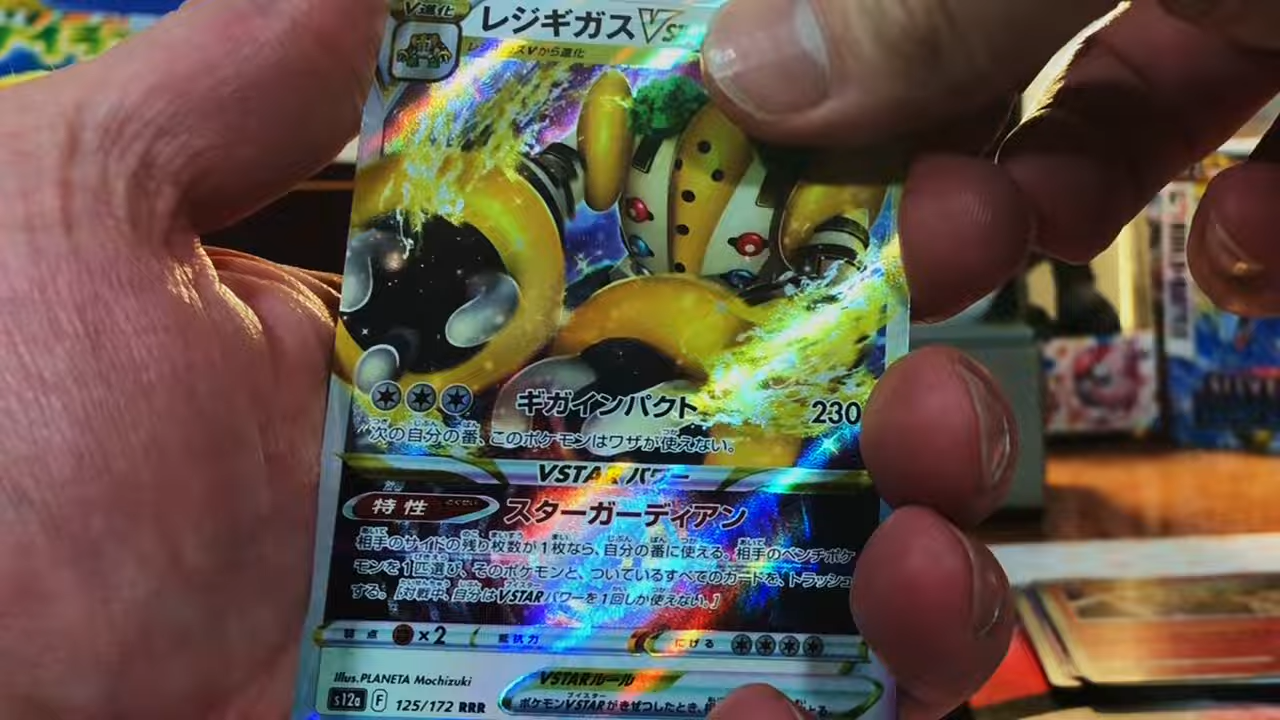 V進化
レジギガスVST
レジギガスVから進化
ギガインパクト 230
次の自分の番、このポケモンはワザが使えない。
VSTARパワー
特性 とくせい スターガーディアン
相手のサイドの残り枚数が1枚なら、自分の番に使える。相手のベンチポケ
モンを1匹選び、そのポケモンと、ついているすべてのカードを、トラッシュ
する。[対戦中、自分はVSTARパワーを1回しか使えない。]
弱点 ×2 抵抗力 にげる
Illus.PLANETA Mochizuki
VSTARルール
s12a F 125/172 RRR
ポケモンVSTARがきぜつしたとき、